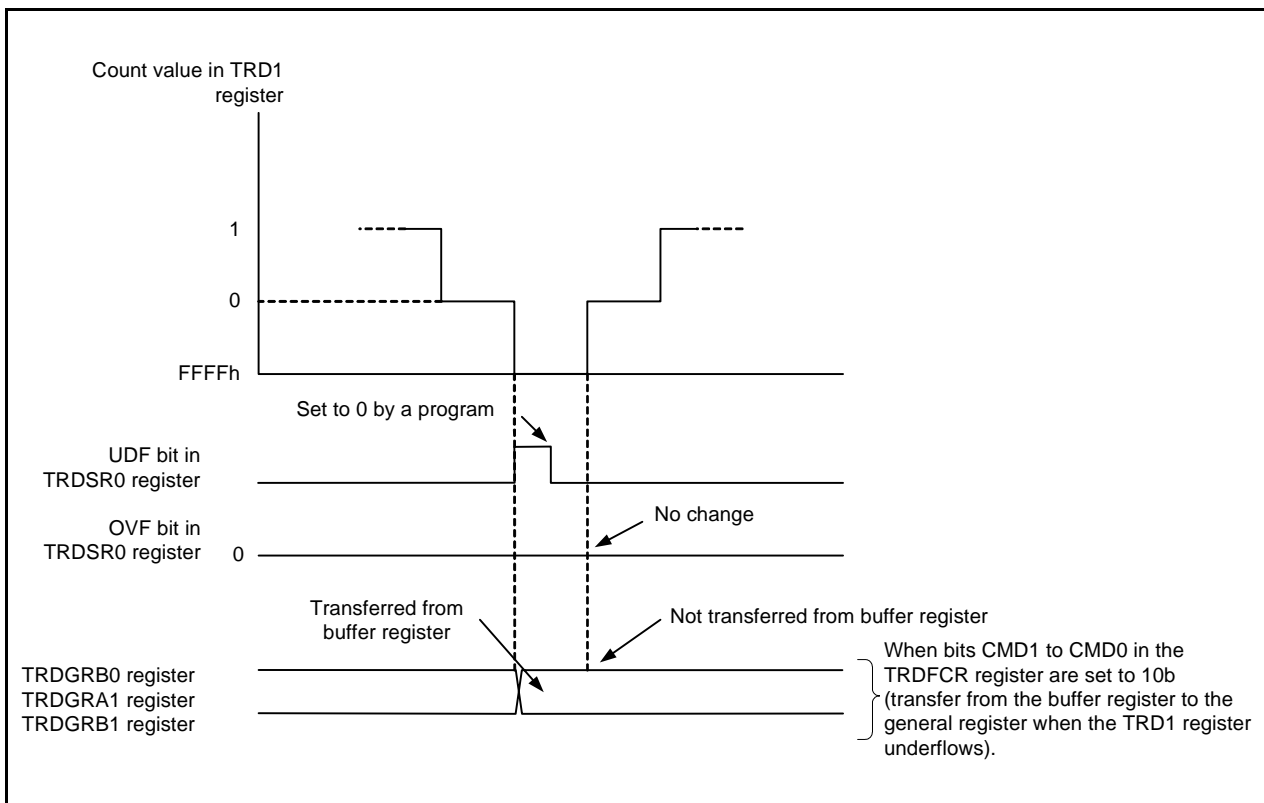 Count value in TRD1
register
1
0
FFFFh
Set to 0 by a program
UDF bit in
TRDSR0 register
No change
OVF bit in
TRDSR0 register
0
Transferred from
buffer register
Not transferred from buffer register
TRDGRB0 register
TRDGRA1 register
TRDGRB1 register
When bits CMD1 to CMD0 in the
TRDFCR register are set to 10b
(transfer from the buffer register to the
general register when the TRD1 register
underflows).